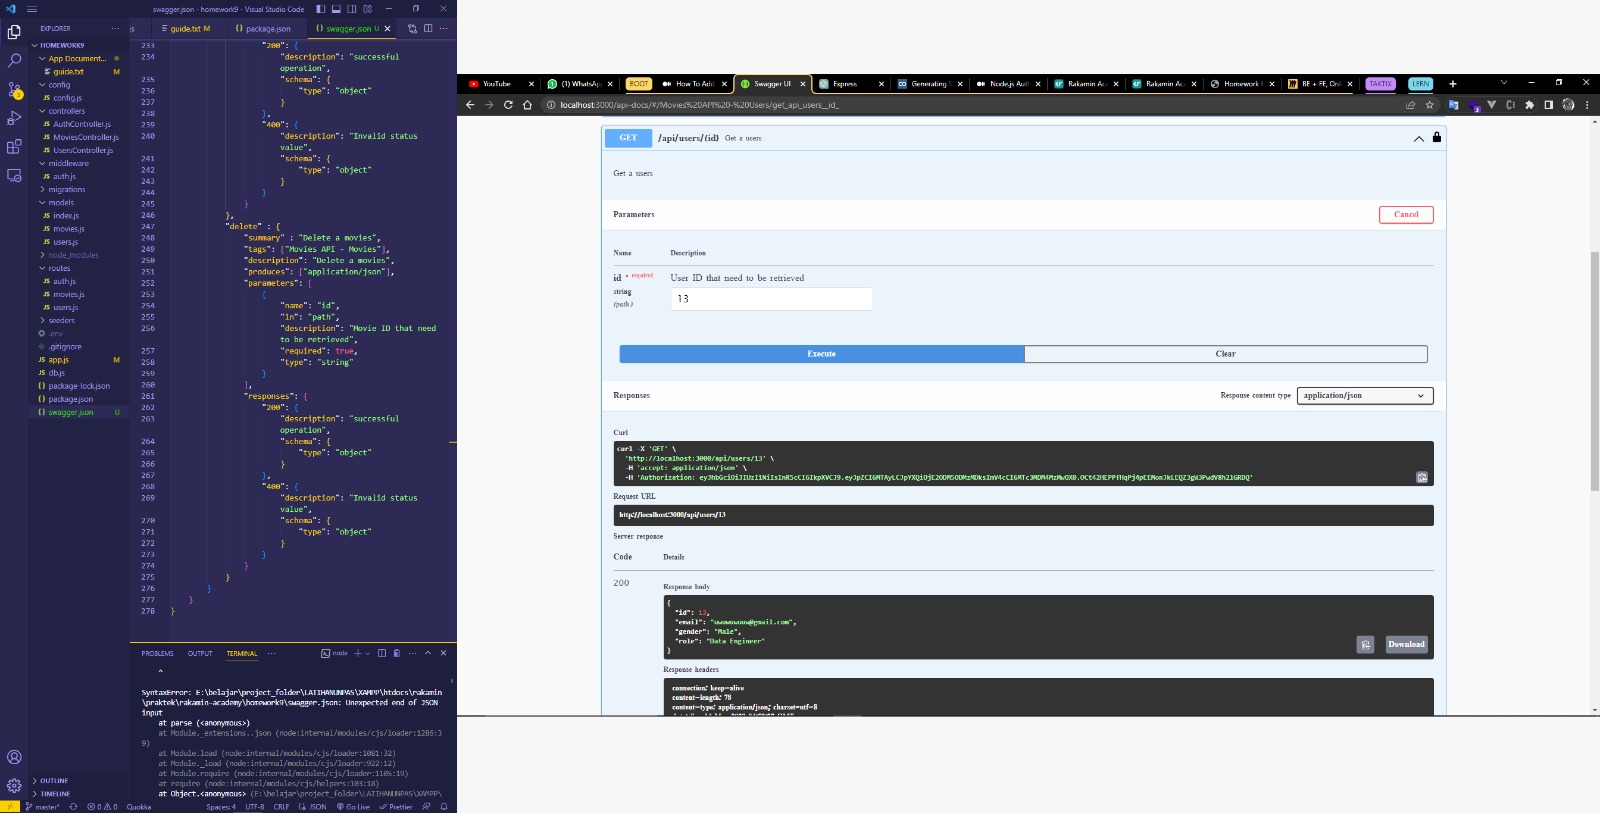 swagger.json - homework9 - Visual Studio Code
EXPLORER
HOMEWORK9
App Document...
guide.txt M
config
config.js
controllers
AuthController.js
MoviesController.js
UsersController.js
middleware
auth.js
migrations
models
index.js
movies.js
users.js
node_modules
routes
auth.js
movies.js
users.js
seeders
.env
.gitignore
app.js M
db.js
package-lock.json
package.json
swagger.json U
OUTLINE
TIMELINE
js guide.txt M package.json swagger.json U
233 "200": {
234 "description": "successful
operation",
235 "schema": {
236 "type": "object"
237 }
238 },
239 "400": {
240 "description": "Invalid status
value",
241 "schema": {
242 "type": "object"
243 }
244 }
245 }
246 },
247 "delete" : {
248 "summary" : "Delete a movies",
249 "tags": ["Movies API - Movies"],
250 "description": "Delete a movies",
251 "produces": ["application/json"],
252 "parameters": [
253 {
254 "name": "id",
255 "in": "path",
256 "description": "Movie ID that need
to be retrieved",
257 "required": true,
258 "type": "string"
259 }
260 ],
261 "responses": {
262 "200": {
263 "description": "successful
operation",
264 "schema": {
265 "type": "object"
266 }
267 },
268 "400": {
269 "description": "Invalid status
value",
270 "schema": {
271 "type": "object"
272 }
273 }
274 }
275 }
276 }
277 }
278 }
PROBLEMS OUTPUT TERMINAL ··· node
^
SyntaxError: E:\belajar\project_folder\LATIHANUNPAS\XAMPP\htdocs\rakamin
\praktek\rakamin-academy\homework9\swagger.json: Unexpected end of JSON
input
at parse (<anonymous>)
at Module._extensions..json (node:internal/modules/cjs/loader:1286:3
9)
at Module.load (node:internal/modules/cjs/loader:1081:32)
at Module._load (node:internal/modules/cjs/loader:922:12)
at Module.require (node:internal/modules/cjs/loader:1105:19)
at require (node:internal/modules/cjs/helpers:103:18)
at Object.<anonymous> (E:\belajar\project_folder\LATIHANUNPAS\XAMPP\
master* 0 0 Quokka Spaces: 4 UTF-8 CRLF JSON Go Live Prettier
YouTube (1) WhatsAp BOOT How To Add Swagger UI Express Generating S Node.js Auth Rakamin Ac Rakamin Ac Homework BE + FE, Onl TAKTIX LERN
localhost:3000/api-docs/#/Movies%20API%20-%20Users/get_api_users__id_
GET /api/users/{id} Get a users
Get a users
Parameters Cancel
Name Description
id * required User ID that need to be retrieved
string
(path)
13
Execute Clear
Responses Response content type application/json
Curl
curl -X 'GET' \
'http://localhost:3000/api/users/13' \
-H 'accept: application/json' \
Request URL
http://localhost:3000/api/users/13
Server response
Code Details
200 Response body
{
"id": 13,
"gender": "Male",
"role": "Data Engineer"
}
Download
Response headers
connection: keep-alive
content-length: 78
content-type: application/json; charset=utf-8